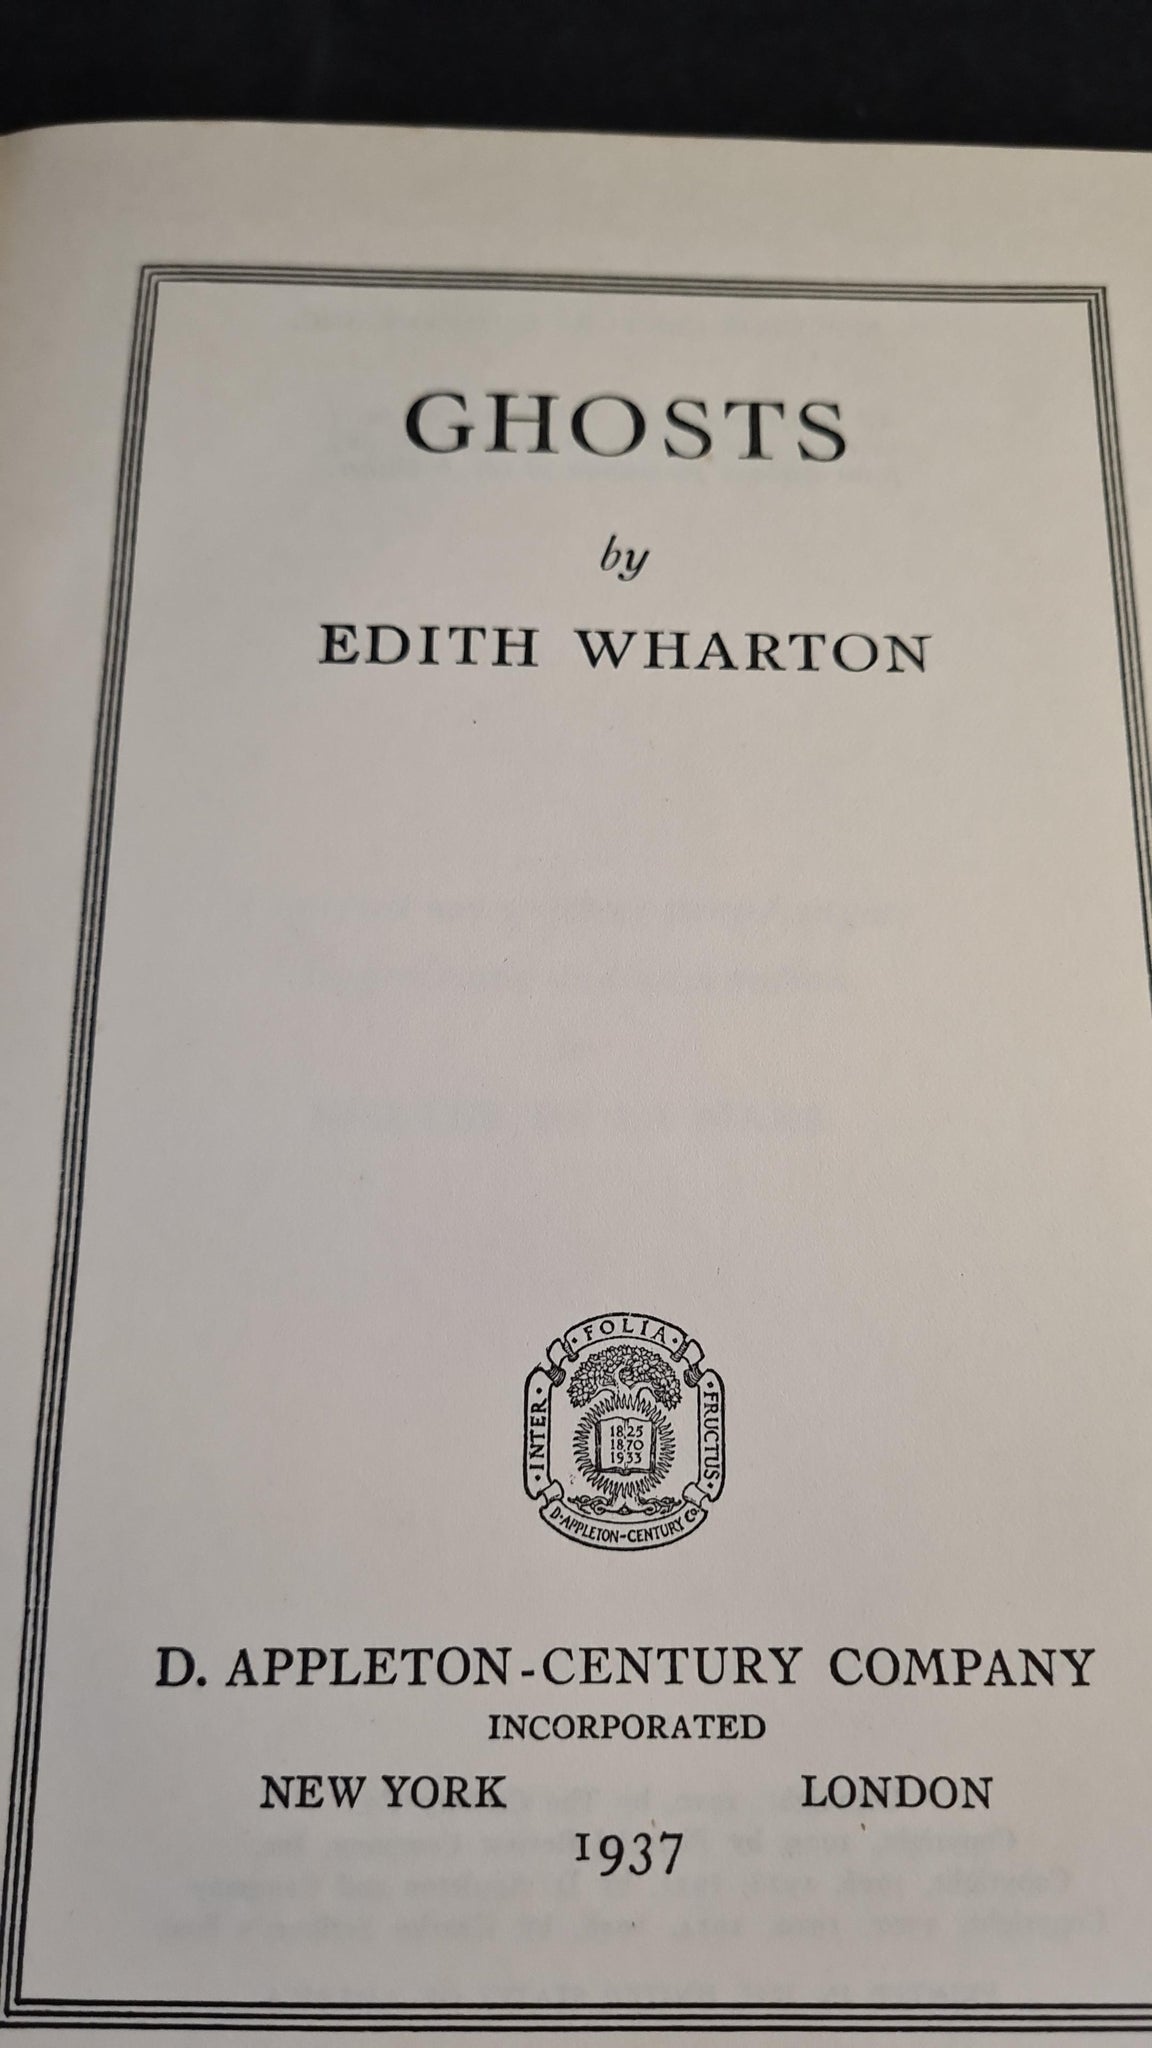 GHOSTS
by
EDITH WHARTON
· FOLIA ·
· INTER ·
· FRUCTUS ·
1825
1870
1933
D. APPLETON-CENTURY CO.
D. APPLETON-CENTURY COMPANY
INCORPORATED
NEW YORK LONDON
1937